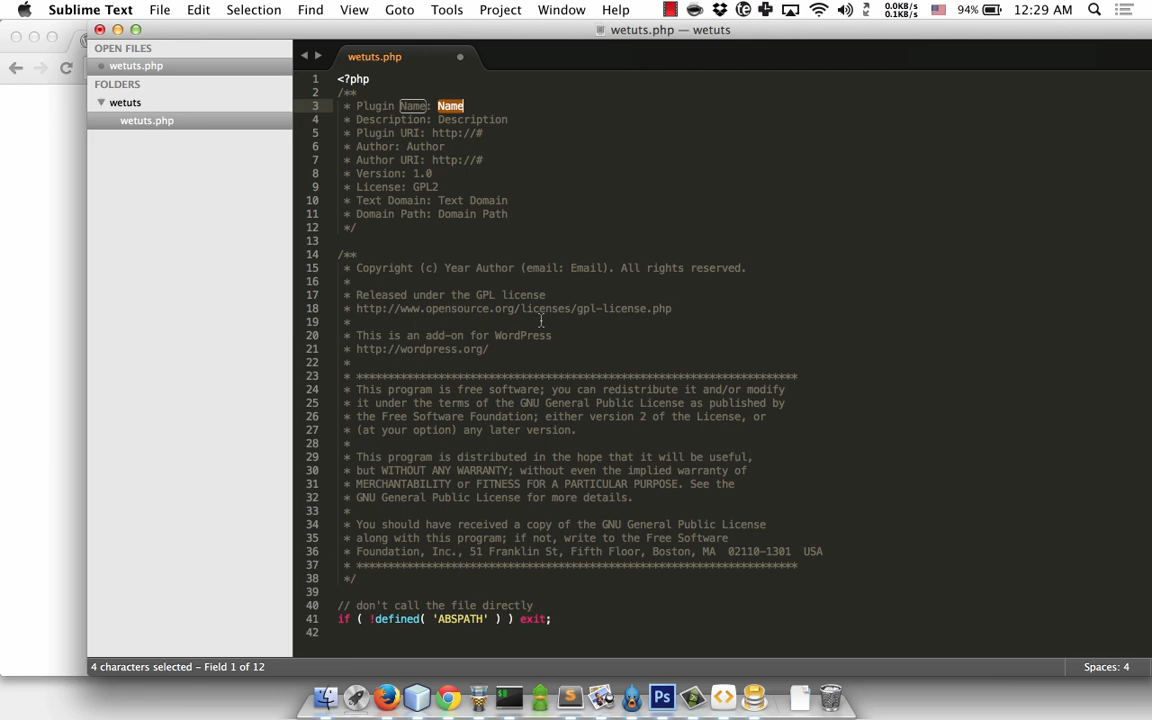 Sublime Text File Edit Selection Find View Goto Tools Project Window Help 0.0KB/s 0.1KB/s 94% 12:29 AM
wetuts.php — wetuts
OPEN FILES
wetuts.php
FOLDERS
wetuts
wetuts.php
wetuts.php
1 <?php
2 /**
3 * Plugin Name: Name
4 * Description: Description
5 * Plugin URI: http://#
6 * Author: Author
7 * Author URI: http://#
8 * Version: 1.0
9 * License: GPL2
10 * Text Domain: Text Domain
11 * Domain Path: Domain Path
12 */
13
14 /**
15 * Copyright (c) Year Author (email: Email). All rights reserved.
16 *
17 * Released under the GPL license
18 * http://www.opensource.org/licenses/gpl-license.php
19 *
20 * This is an add-on for WordPress
21 * http://wordpress.org/
22 *
23 * **********************************************************************
24 * This program is free software; you can redistribute it and/or modify
25 * it under the terms of the GNU General Public License as published by
26 * the Free Software Foundation; either version 2 of the License, or
27 * (at your option) any later version.
28 *
29 * This program is distributed in the hope that it will be useful,
30 * but WITHOUT ANY WARRANTY; without even the implied warranty of
31 * MERCHANTABILITY or FITNESS FOR A PARTICULAR PURPOSE. See the
32 * GNU General Public License for more details.
33 *
34 * You should have received a copy of the GNU General Public License
35 * along with this program; if not, write to the Free Software
36 * Foundation, Inc., 51 Franklin St, Fifth Floor, Boston, MA  02110-1301  USA
37 * **********************************************************************
38 */
39
40 // don't call the file directly
41 if ( !defined( 'ABSPATH' ) ) exit;
42
4 characters selected – Field 1 of 12 Spaces: 4
Ps